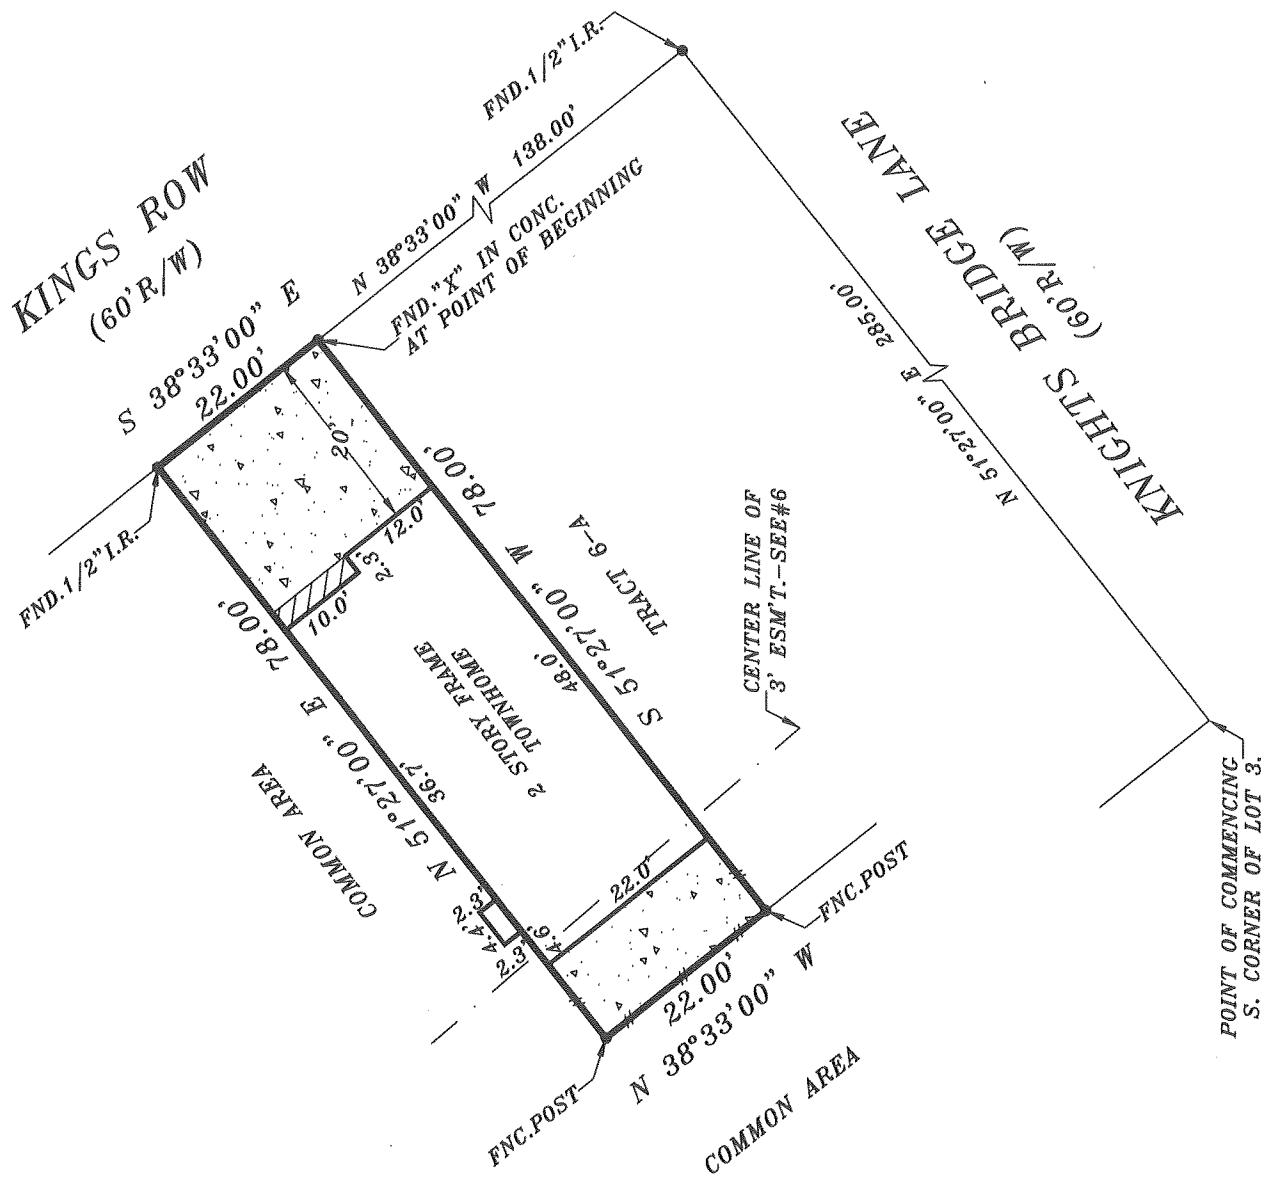 FND.1/2"I.R.
KINGS ROW
(60'R/W)
N 38°33'00" W 138.00'
FND."X" IN CONC.
AT POINT OF BEGINNING
KNIGHTS BRIDGE LANE
(60'R/W)
N 51°27'00" E 285.00'
S 38°33'00" E
22.00'
FND.1/2"I.R.
20'
12.0'
2.3'
10.0'
S 51°27'00" W 78.00'
TRACT 6-A
48.0'
2 STORY FRAME
TOWNHOME
N 51°27'00" E 78.00'
36.7'
COMMON AREA
CENTER LINE OF
3' ESM'T.-SEE#6
2.3'
4.4'
2.3'
4.6'
22.0'
22.00'
N 38°33'00" W
FNC.POST
FNC.POST
COMMON AREA
POINT OF COMMENCING
S. CORNER OF LOT 3.